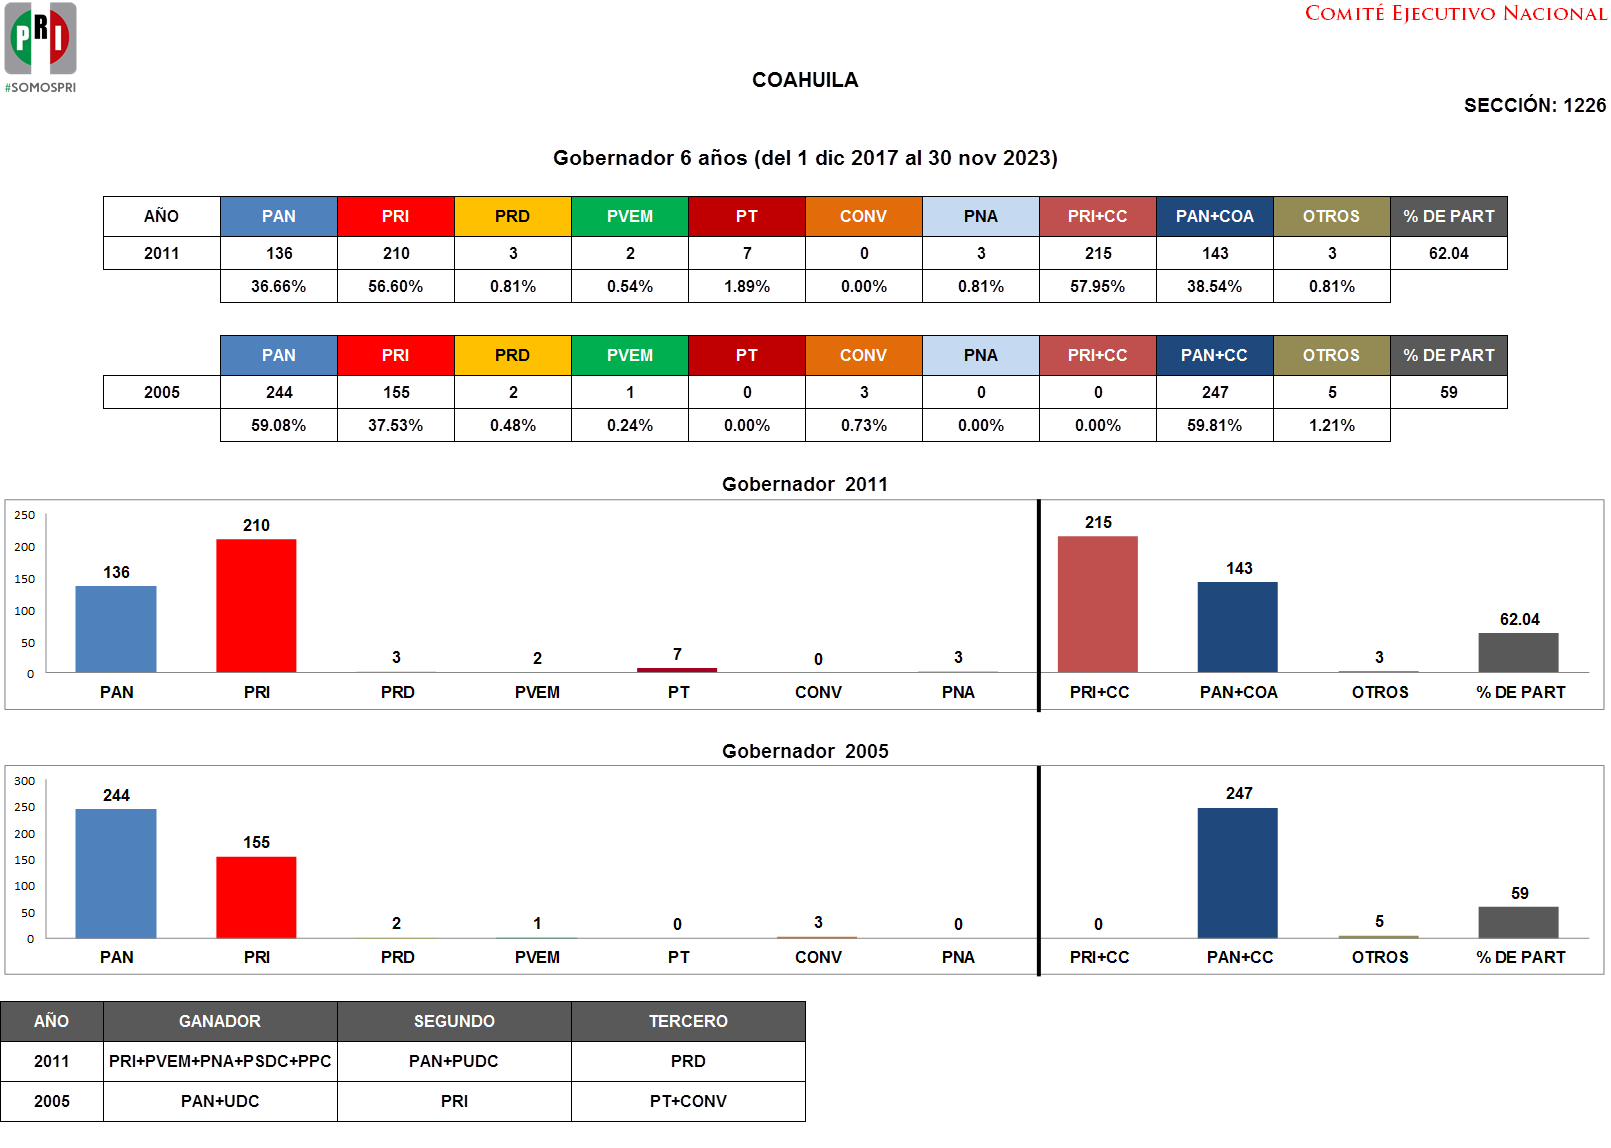 COMITÉ EJECUTIVO NACIONAL
PRI
#SOMOSPRI
COAHUILA
SECCIÓN: 1226
Gobernador 6 años (del 1 dic 2017 al 30 nov 2023)
AÑO PAN PRI PRD PVEM PT CONV PNA PRI+CC PAN+COA OTROS % DE PART
2011 136 210 3 2 7 0 3 215 143 3 62.04
36.66% 56.60% 0.81% 0.54% 1.89% 0.00% 0.81% 57.95% 38.54% 0.81%
PAN PRI PRD PVEM PT CONV PNA PRI+CC PAN+CC OTROS % DE PART
2005 244 155 2 1 0 3 0 0 247 5 59
59.08% 37.53% 0.48% 0.24% 0.00% 0.73% 0.00% 0.00% 59.81% 1.21%
Gobernador 2011
250
200
150
100
50
0
136 210 3 2 7 0 3 215 143 3 62.04
PAN PRI PRD PVEM PT CONV PNA PRI+CC PAN+COA OTROS % DE PART
Gobernador 2005
300
250
200
150
100
50
0
244 155 2 1 0 3 0 0 247 5 59
PAN PRI PRD PVEM PT CONV PNA PRI+CC PAN+CC OTROS % DE PART
AÑO GANADOR SEGUNDO TERCERO
2011 PRI+PVEM+PNA+PSDC+PPC PAN+PUDC PRD
2005 PAN+UDC PRI PT+CONV